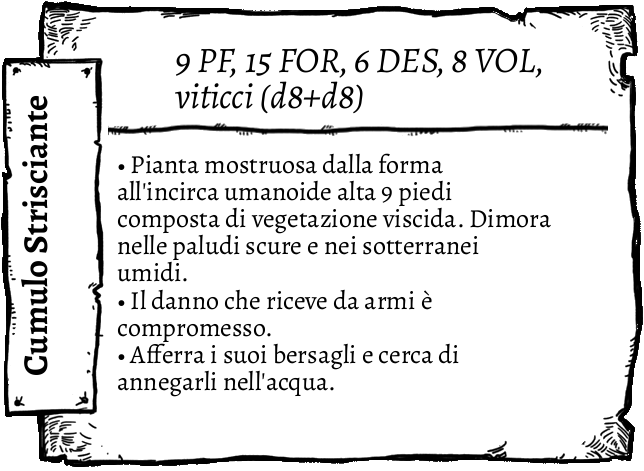 Cumulo Strisciante
9 PF, 15 FOR, 6 DES, 8 VOL,
viticci (d8+d8)
• Pianta mostruosa dalla forma
all'incirca umanoide alta 9 piedi
composta di vegetazione viscida. Dimora
nelle paludi scure e nei sotterranei
umidi.
• Il danno che riceve da armi è
compromesso.
• Afferra i suoi bersagli e cerca di
annegarli nell'acqua.